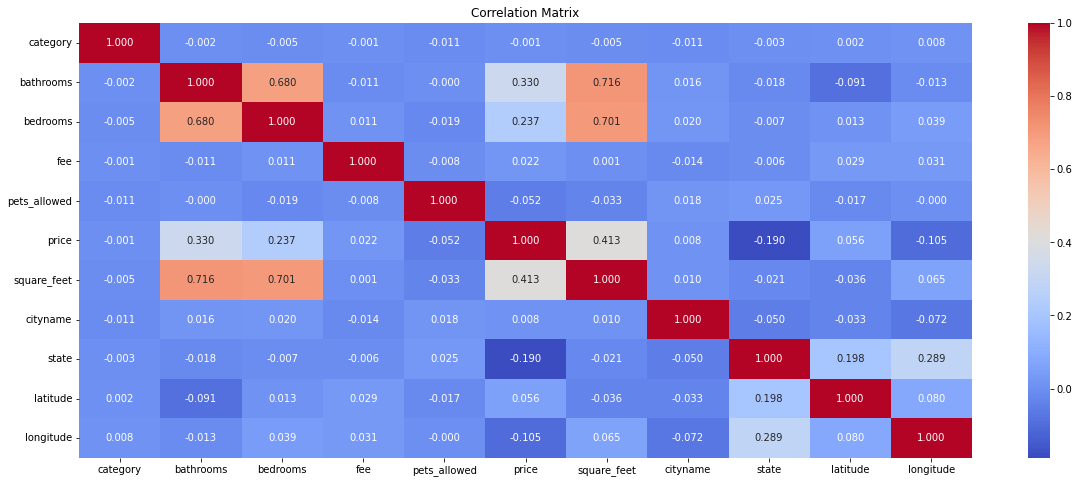 Correlation Matrix
category 1.000 -0.002 -0.005 -0.001 -0.011 -0.001 -0.005 -0.011 -0.003 0.002 0.008
bathrooms -0.002 1.000 0.680 -0.011 -0.000 0.330 0.716 0.016 -0.018 -0.091 -0.013
bedrooms -0.005 0.680 1.000 0.011 -0.019 0.237 0.701 0.020 -0.007 0.013 0.039
fee -0.001 -0.011 0.011 1.000 -0.008 0.022 0.001 -0.014 -0.006 0.029 0.031
pets_allowed -0.011 -0.000 -0.019 -0.008 1.000 -0.052 -0.033 0.018 0.025 -0.017 -0.000
price -0.001 0.330 0.237 0.022 -0.052 1.000 0.413 0.008 -0.190 0.056 -0.105
square_feet -0.005 0.716 0.701 0.001 -0.033 0.413 1.000 0.010 -0.021 -0.036 0.065
cityname -0.011 0.016 0.020 -0.014 0.018 0.008 0.010 1.000 -0.050 -0.033 -0.072
state -0.003 -0.018 -0.007 -0.006 0.025 -0.190 -0.021 -0.050 1.000 0.198 0.289
latitude 0.002 -0.091 0.013 0.029 -0.017 0.056 -0.036 -0.033 0.198 1.000 0.080
longitude 0.008 -0.013 0.039 0.031 -0.000 -0.105 0.065 -0.072 0.289 0.080 1.000
category bathrooms bedrooms fee pets_allowed price square_feet cityname state latitude longitude
1.0
0.8
0.6
0.4
0.2
0.0